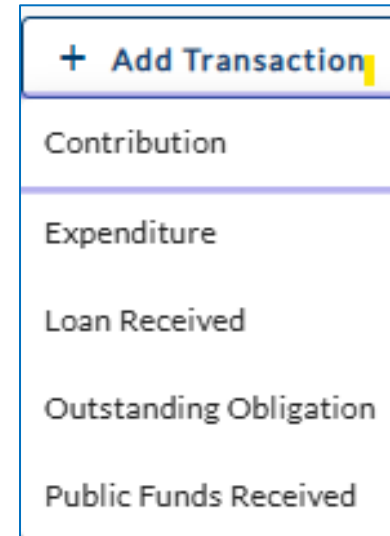 + Add Transaction
Contribution
Expenditure
Loan Received
Outstanding Obligation
Public Funds Received